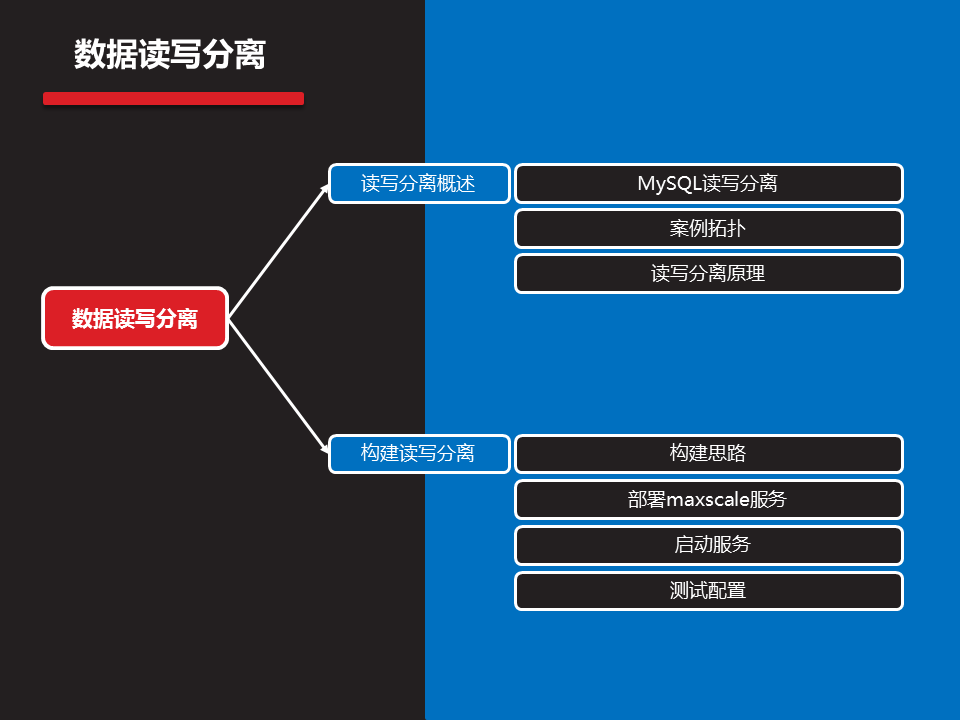 数据读写分离
数据读写分离
读写分离概述
MySQL读写分离
案例拓扑
读写分离原理
构建读写分离
构建思路
部署maxscale服务
启动服务
测试配置